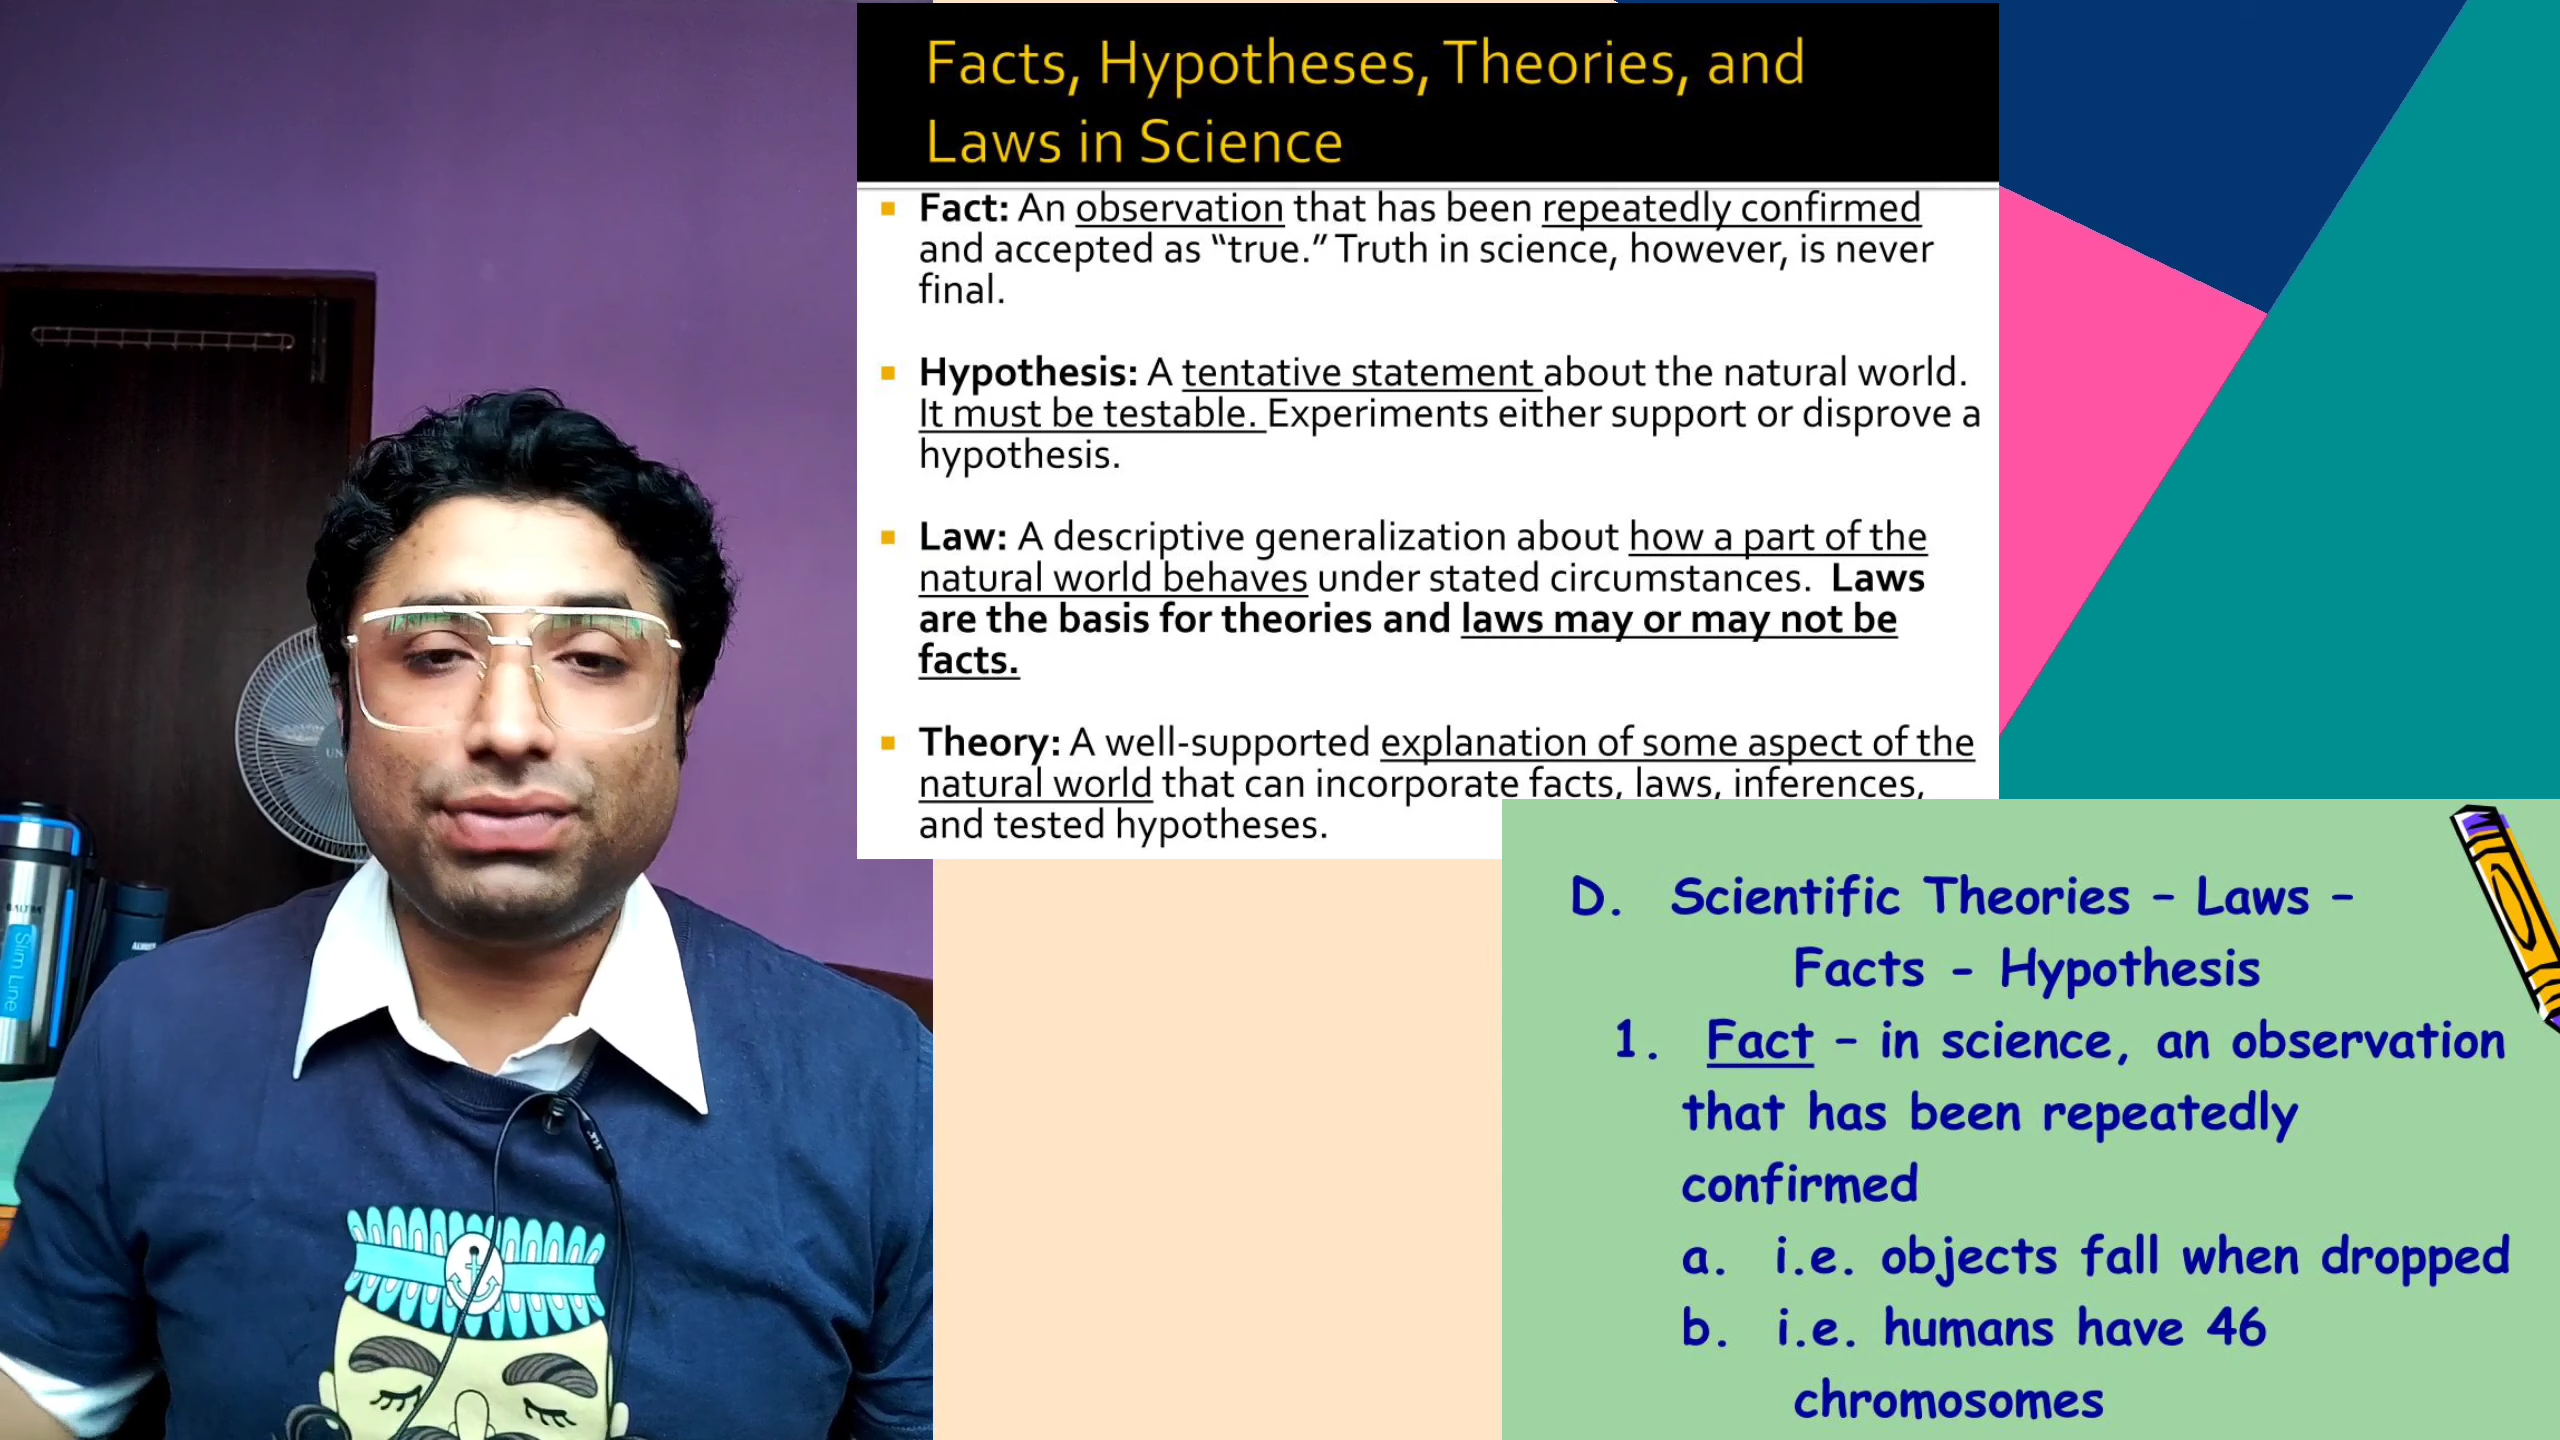 Facts, Hypotheses, Theories, and
Laws in Science
Fact: An observation that has been repeatedly confirmed
and accepted as “true.” Truth in science, however, is never
final.
Hypothesis: A tentative statement about the natural world.
It must be testable. Experiments either support or disprove a
hypothesis.
Law: A descriptive generalization about how a part of the
natural world behaves under stated circumstances. Laws
are the basis for theories and laws may or may not be
facts.
Theory: A well-supported explanation of some aspect of the
natural world that can incorporate facts, laws, inferences,
and tested hypotheses.
D. Scientific Theories – Laws –
Facts - Hypothesis
1. Fact – in science, an observation
that has been repeatedly
confirmed
a. i.e. objects fall when dropped
b. i.e. humans have 46
chromosomes
Slim Line